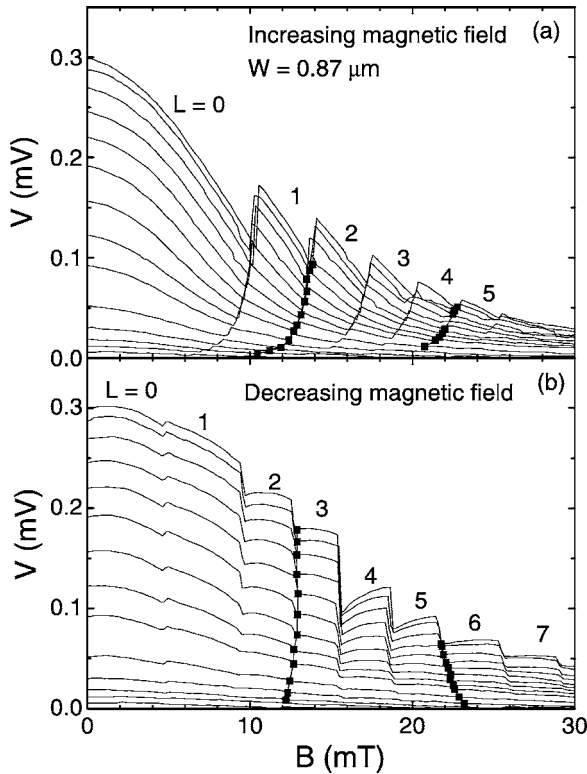 Increasing magnetic field (a)
W = 0.87 μm
L = 0
1
2
3
4
5
V (mV)
0.3
0.2
0.1
0.0
L = 0
Decreasing magnetic field (b)
1
2
3
4
5
6
7
V (mV)
0.3
0.2
0.1
0.0
0 10 20 30
B (mT)